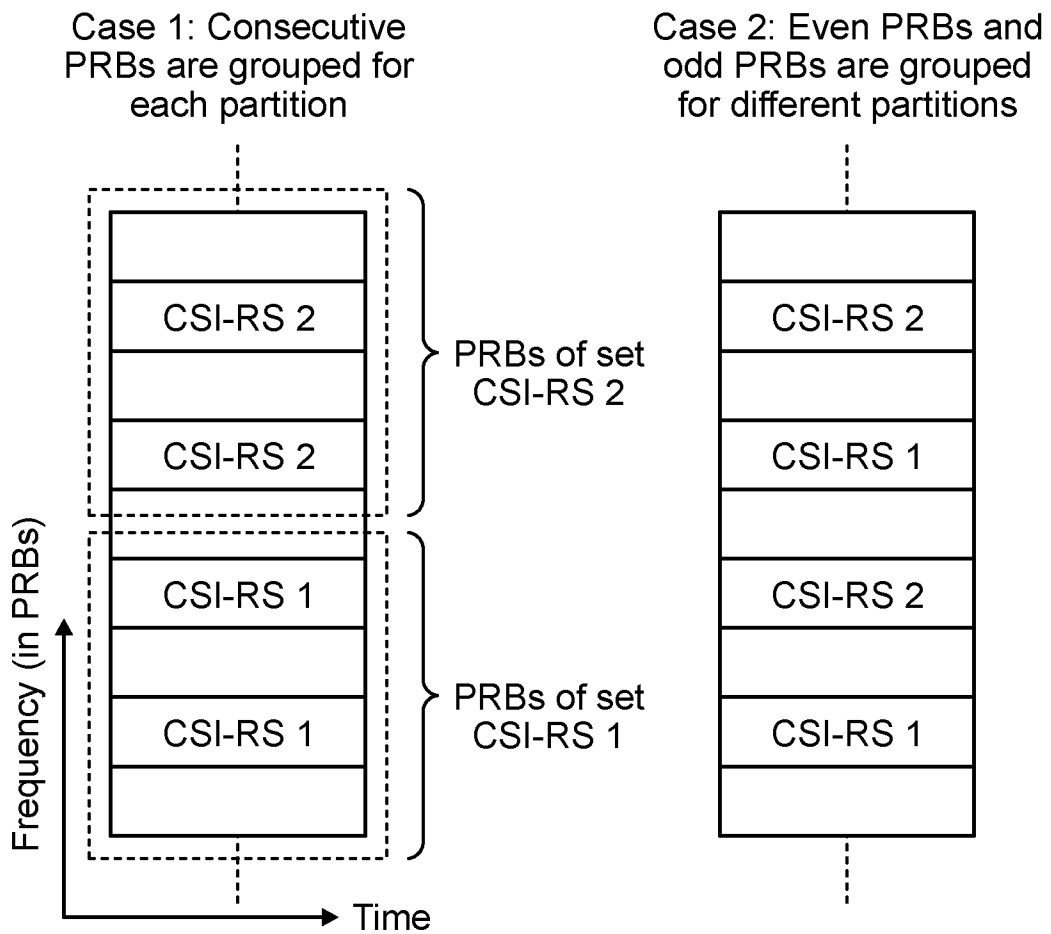 Case 1: Consecutive
PRBs are grouped for
each partition
CSI-RS 2
CSI-RS 2
CSI-RS 1
CSI-RS 1
PRBs of set
CSI-RS 2
PRBs of set
CSI-RS 1
Frequency (in PRBs)
Time
Case 2: Even PRBs and
odd PRBs are grouped
for different partitions
CSI-RS 2
CSI-RS 1
CSI-RS 2
CSI-RS 1